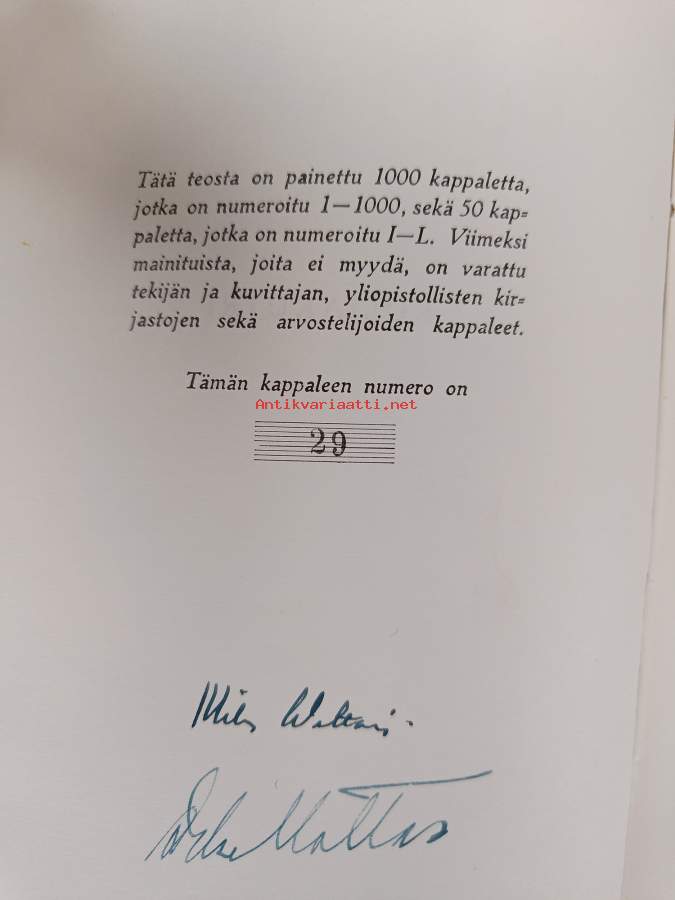 Tätä teosta on painettu 1000 kappaletta,
jotka on numeroitu 1—1000, sekä 50 kap=
paletta, jotka on numeroitu I—L. Viimeksi
mainituista, joita ei myydä, on varattu
tekijän ja kuvittajan, yliopistollisten kir=
jastojen sekä arvostelijoiden kappaleet.
Tämän kappaleen numero on
Antikvariaatti.net
29
Mika Waltari